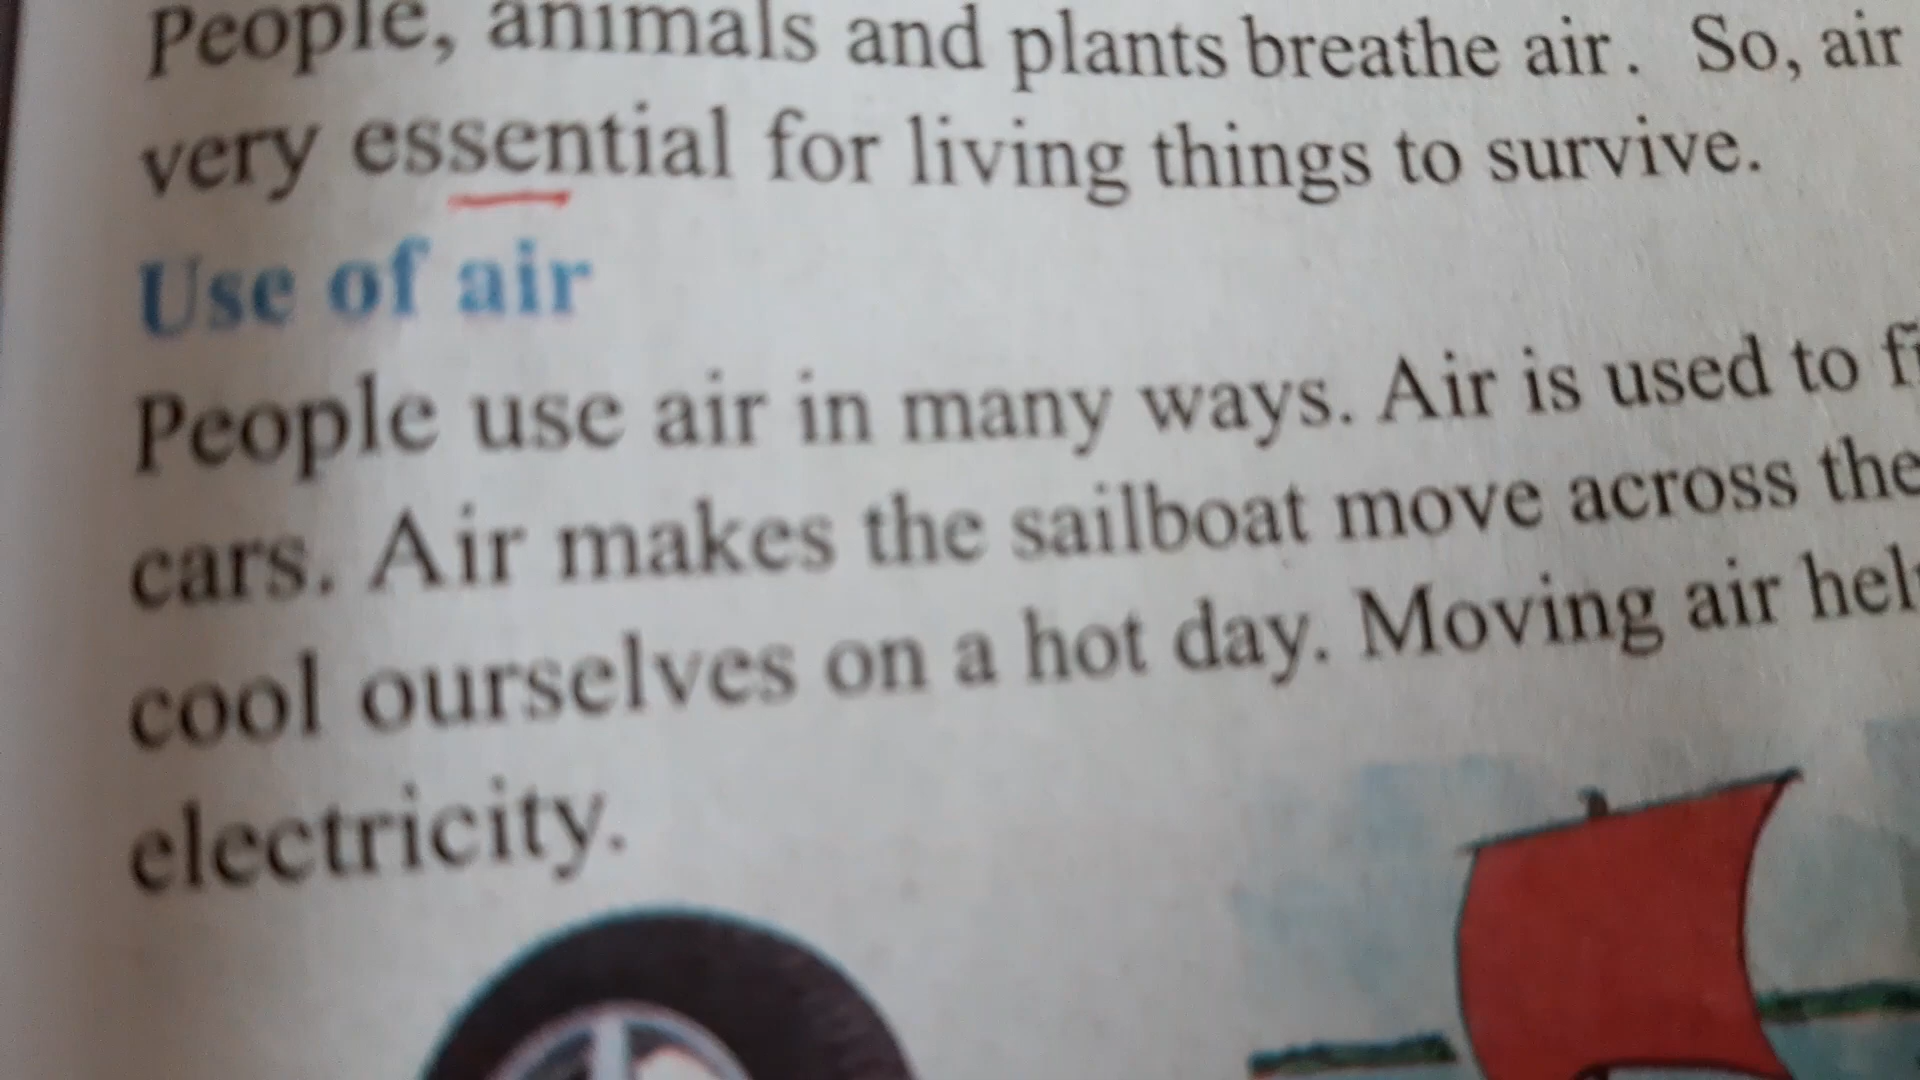 People, animals and plants breathe air. So, air
very essential for living things to survive.
Use of air
People use air in many ways. Air is used to
cars. Air makes the sailboat move across the
cool ourselves on a hot day. Moving air
electricity.